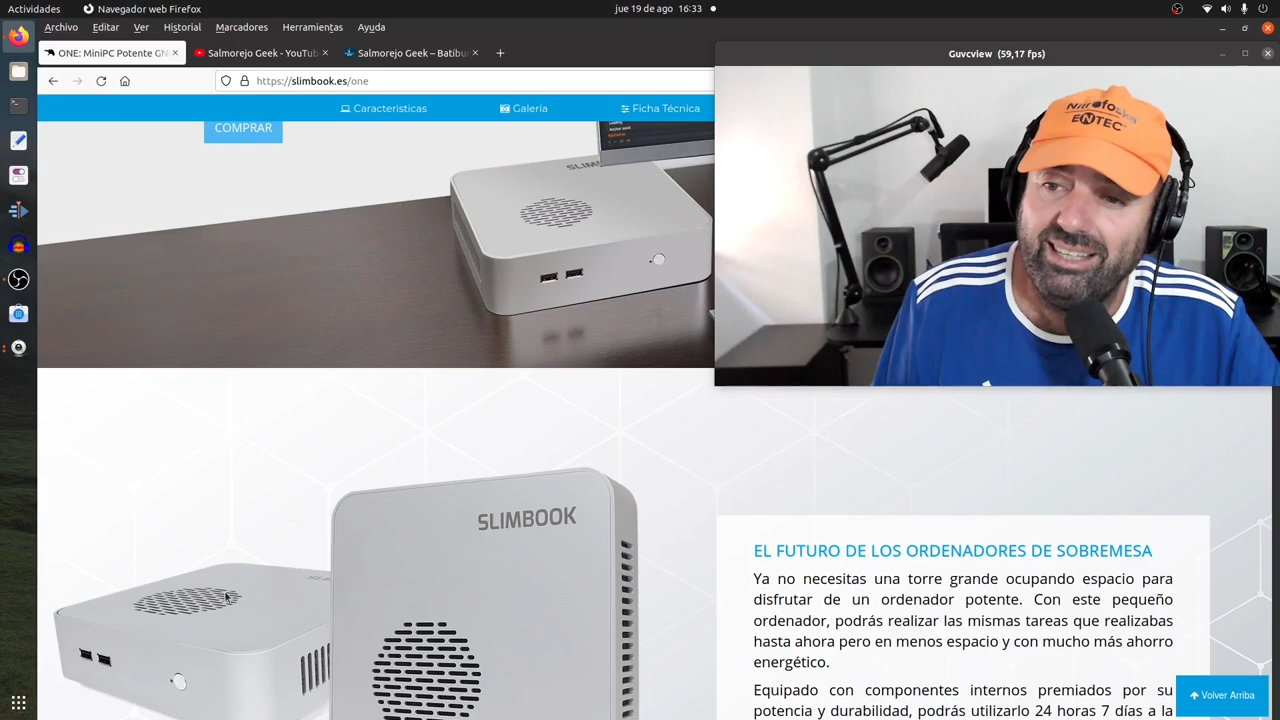 Actividades
Navegador web Firefox
jue 19 de ago 16:33
Archivo Editar Ver Historial Marcadores Herramientas Ayuda
ONE: MiniPC Potente GN
Salmorejo Geek - YouTub
Salmorejo Geek – Batibu
https://slimbook.es/one
Guvcview (59,17 fps)
Caracteristicas
Galería
Ficha Técnica
COMPRAR
Nitrofoska
ENTEC
SLIMBOOK
EL FUTURO DE LOS ORDENADORES DE SOBREMESA
Ya no necesitas una torre grande ocupando espacio para
disfrutar de un ordenador potente. Con este pequeño
ordenador, podrás realizar las mismas tareas que realizabas
hasta ahora pero en menos espacio y con mucho más ahorro
energético.
Equipado con componentes internos premiados por su
potencia y durabilidad, podrás utilizarlo 24 horas 7 días a la
Volver Arriba